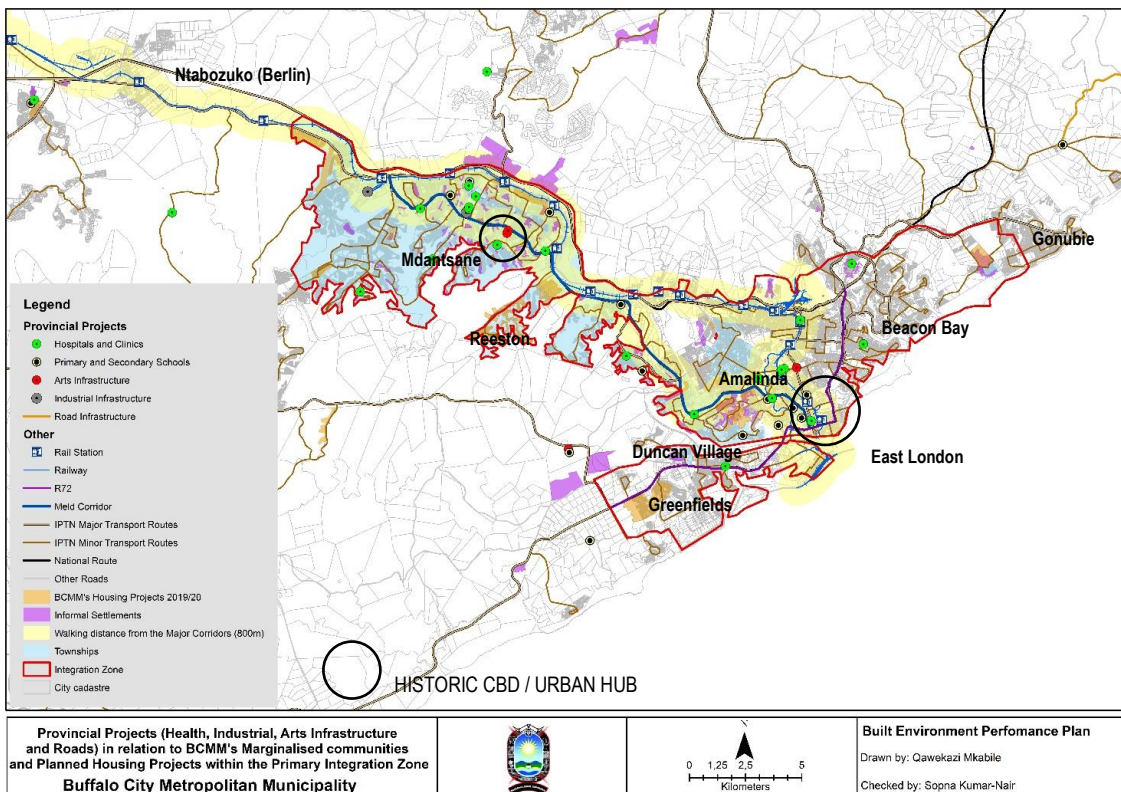 Ntabozuko (Berlin)
Gonubie
Mdantsane
Beacon Bay
Reeston
Amalinda
Duncan Village
East London
Greenfields
Legend
Provincial Projects
Hospitals and Clinics
Primary and Secondary Schools
Arts Infrastructure
Industrial Infrastructure
Road Infrastructure
Other
Rail Station
Railway
R72
Meld Corridor
IPTN Major Transport Routes
IPTN Minor Transport Routes
National Route
Other Roads
BCMM's Housing Projects 2019/20
Informal Settlements
Walking distance from the Major Corridors (800m)
Townships
Integration Zone
City cadastre
HISTORIC CBD / URBAN HUB
Provincial Projects (Health, Industrial, Arts Infrastructure
and Roads) in relation to BCMM's Marginalised communities
and Planned Housing Projects within the Primary Integration Zone
Buffalo City Metropolitan Municipality
N
0 1,25 2,5 5
Kilometers
Built Environment Perfomance Plan
Drawn by: Qawekazi Mkabile
Checked by: Sopna Kumar-Nair